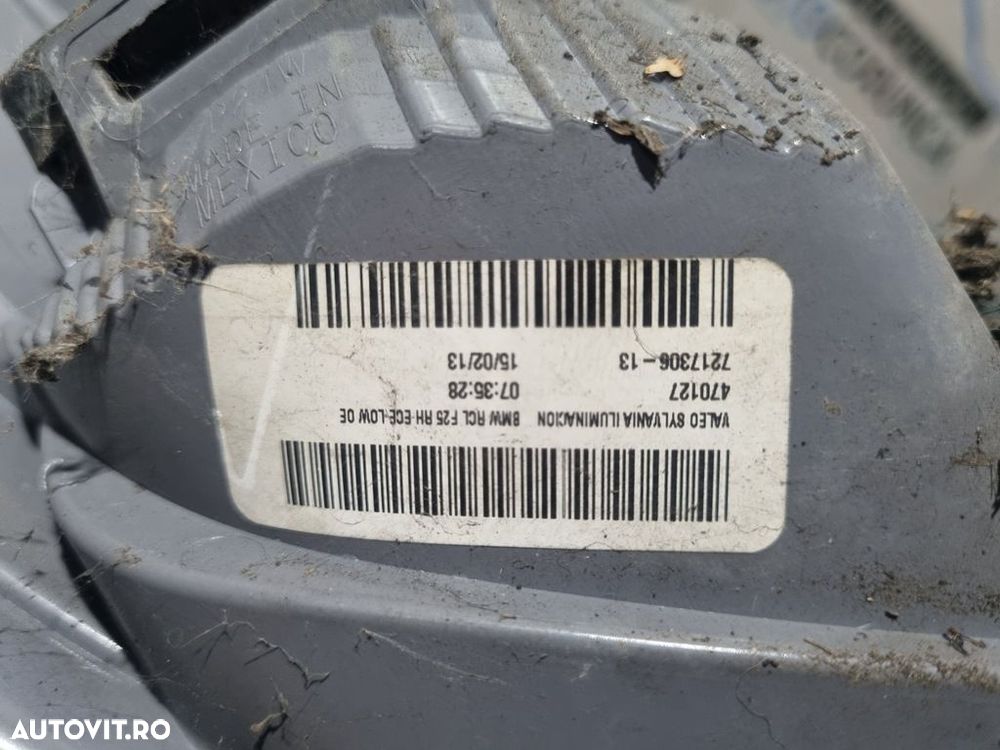 MADE IN
MEXICO
VALEO SYLVANIA ILUMINACION BMW RCL F25 RH ECE-LOW OE
470127 07:35:28
7217306-13 15/02/13
AUTOVIT.RO